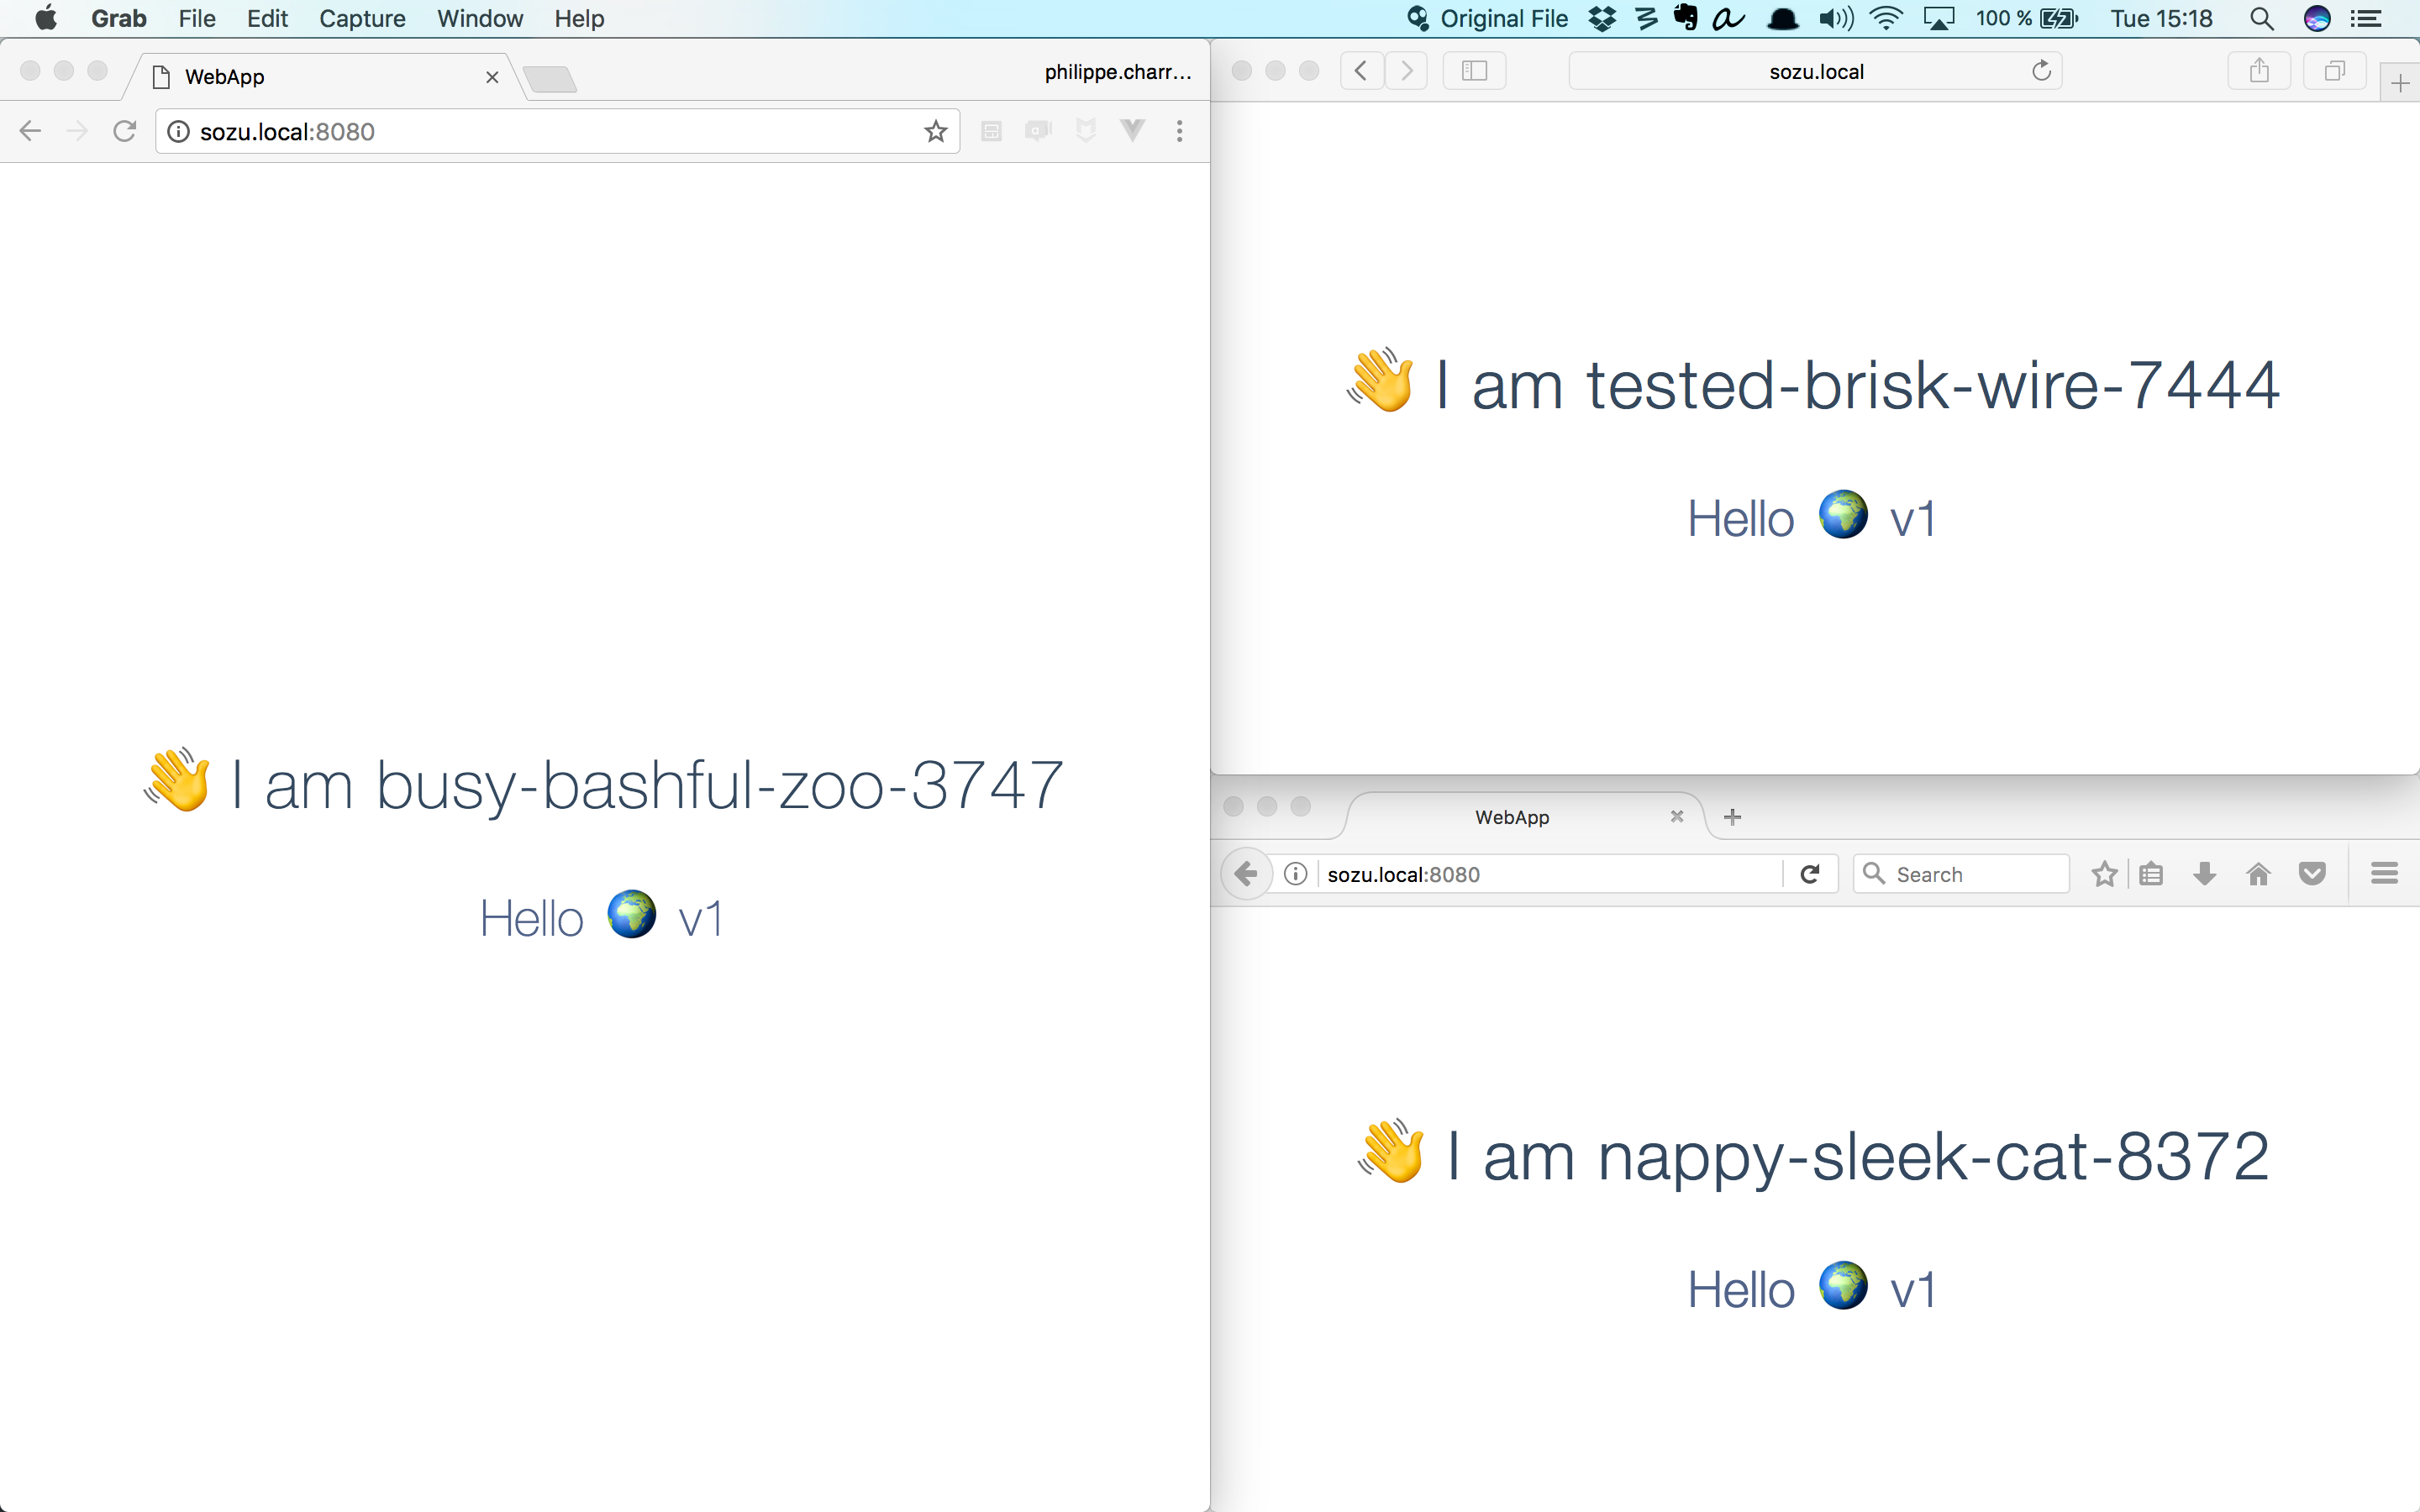 Grab File Edit Capture Window Help Original File 100 % Tue 15:18
WebApp
philippe.charr...
sozu.local:8080
👋 I am busy-bashful-zoo-3747
Hello 🌍 v1
sozu.local
👋 I am tested-brisk-wire-7444
Hello 🌍 v1
WebApp
sozu.local:8080 Search
👋 I am nappy-sleek-cat-8372
Hello 🌍 v1